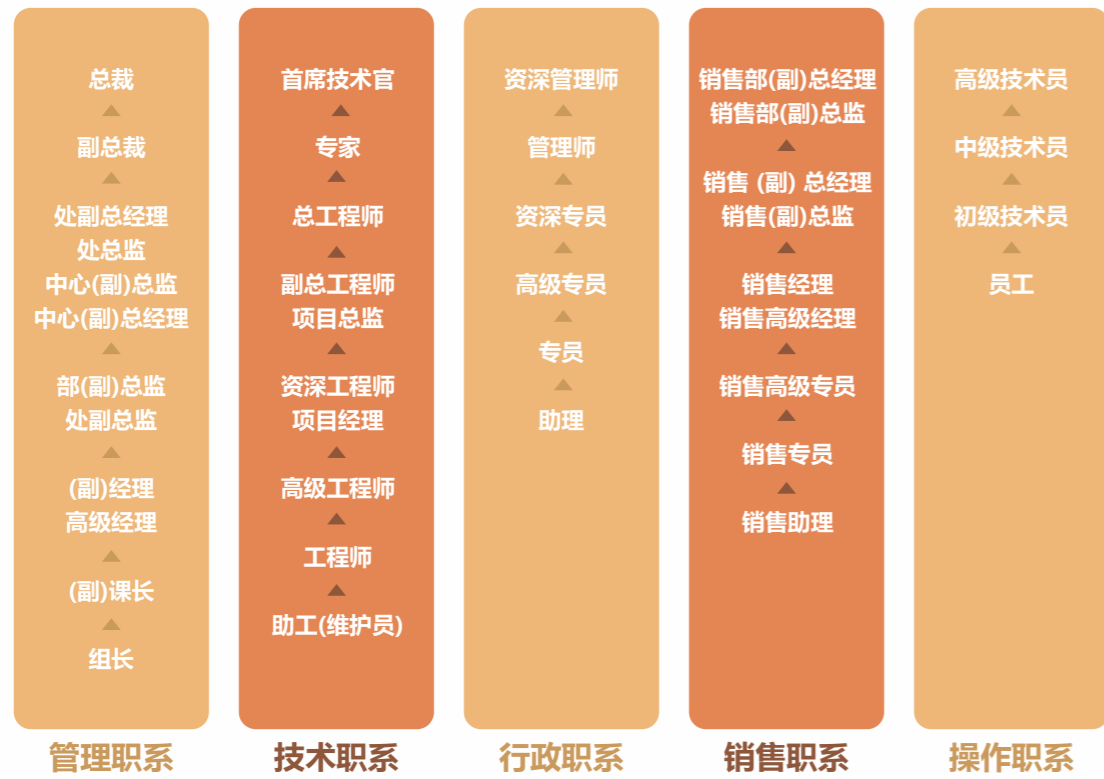 总裁
副总裁
处副总经理
处总监
中心(副)总监
中心(副)总经理
部(副)总监
处副总监
(副)经理
高级经理
(副)课长
组长
管理职系
首席技术官
专家
总工程师
副总工程师
项目总监
资深工程师
项目经理
高级工程师
工程师
助工(维护员)
技术职系
资深管理师
管理师
资深专员
高级专员
专员
助理
行政职系
销售部(副)总经理
销售部(副)总监
销售 (副) 总经理
销售(副)总监
销售经理
销售高级经理
销售高级专员
销售专员
销售助理
销售职系
高级技术员
中级技术员
初级技术员
员工
操作职系